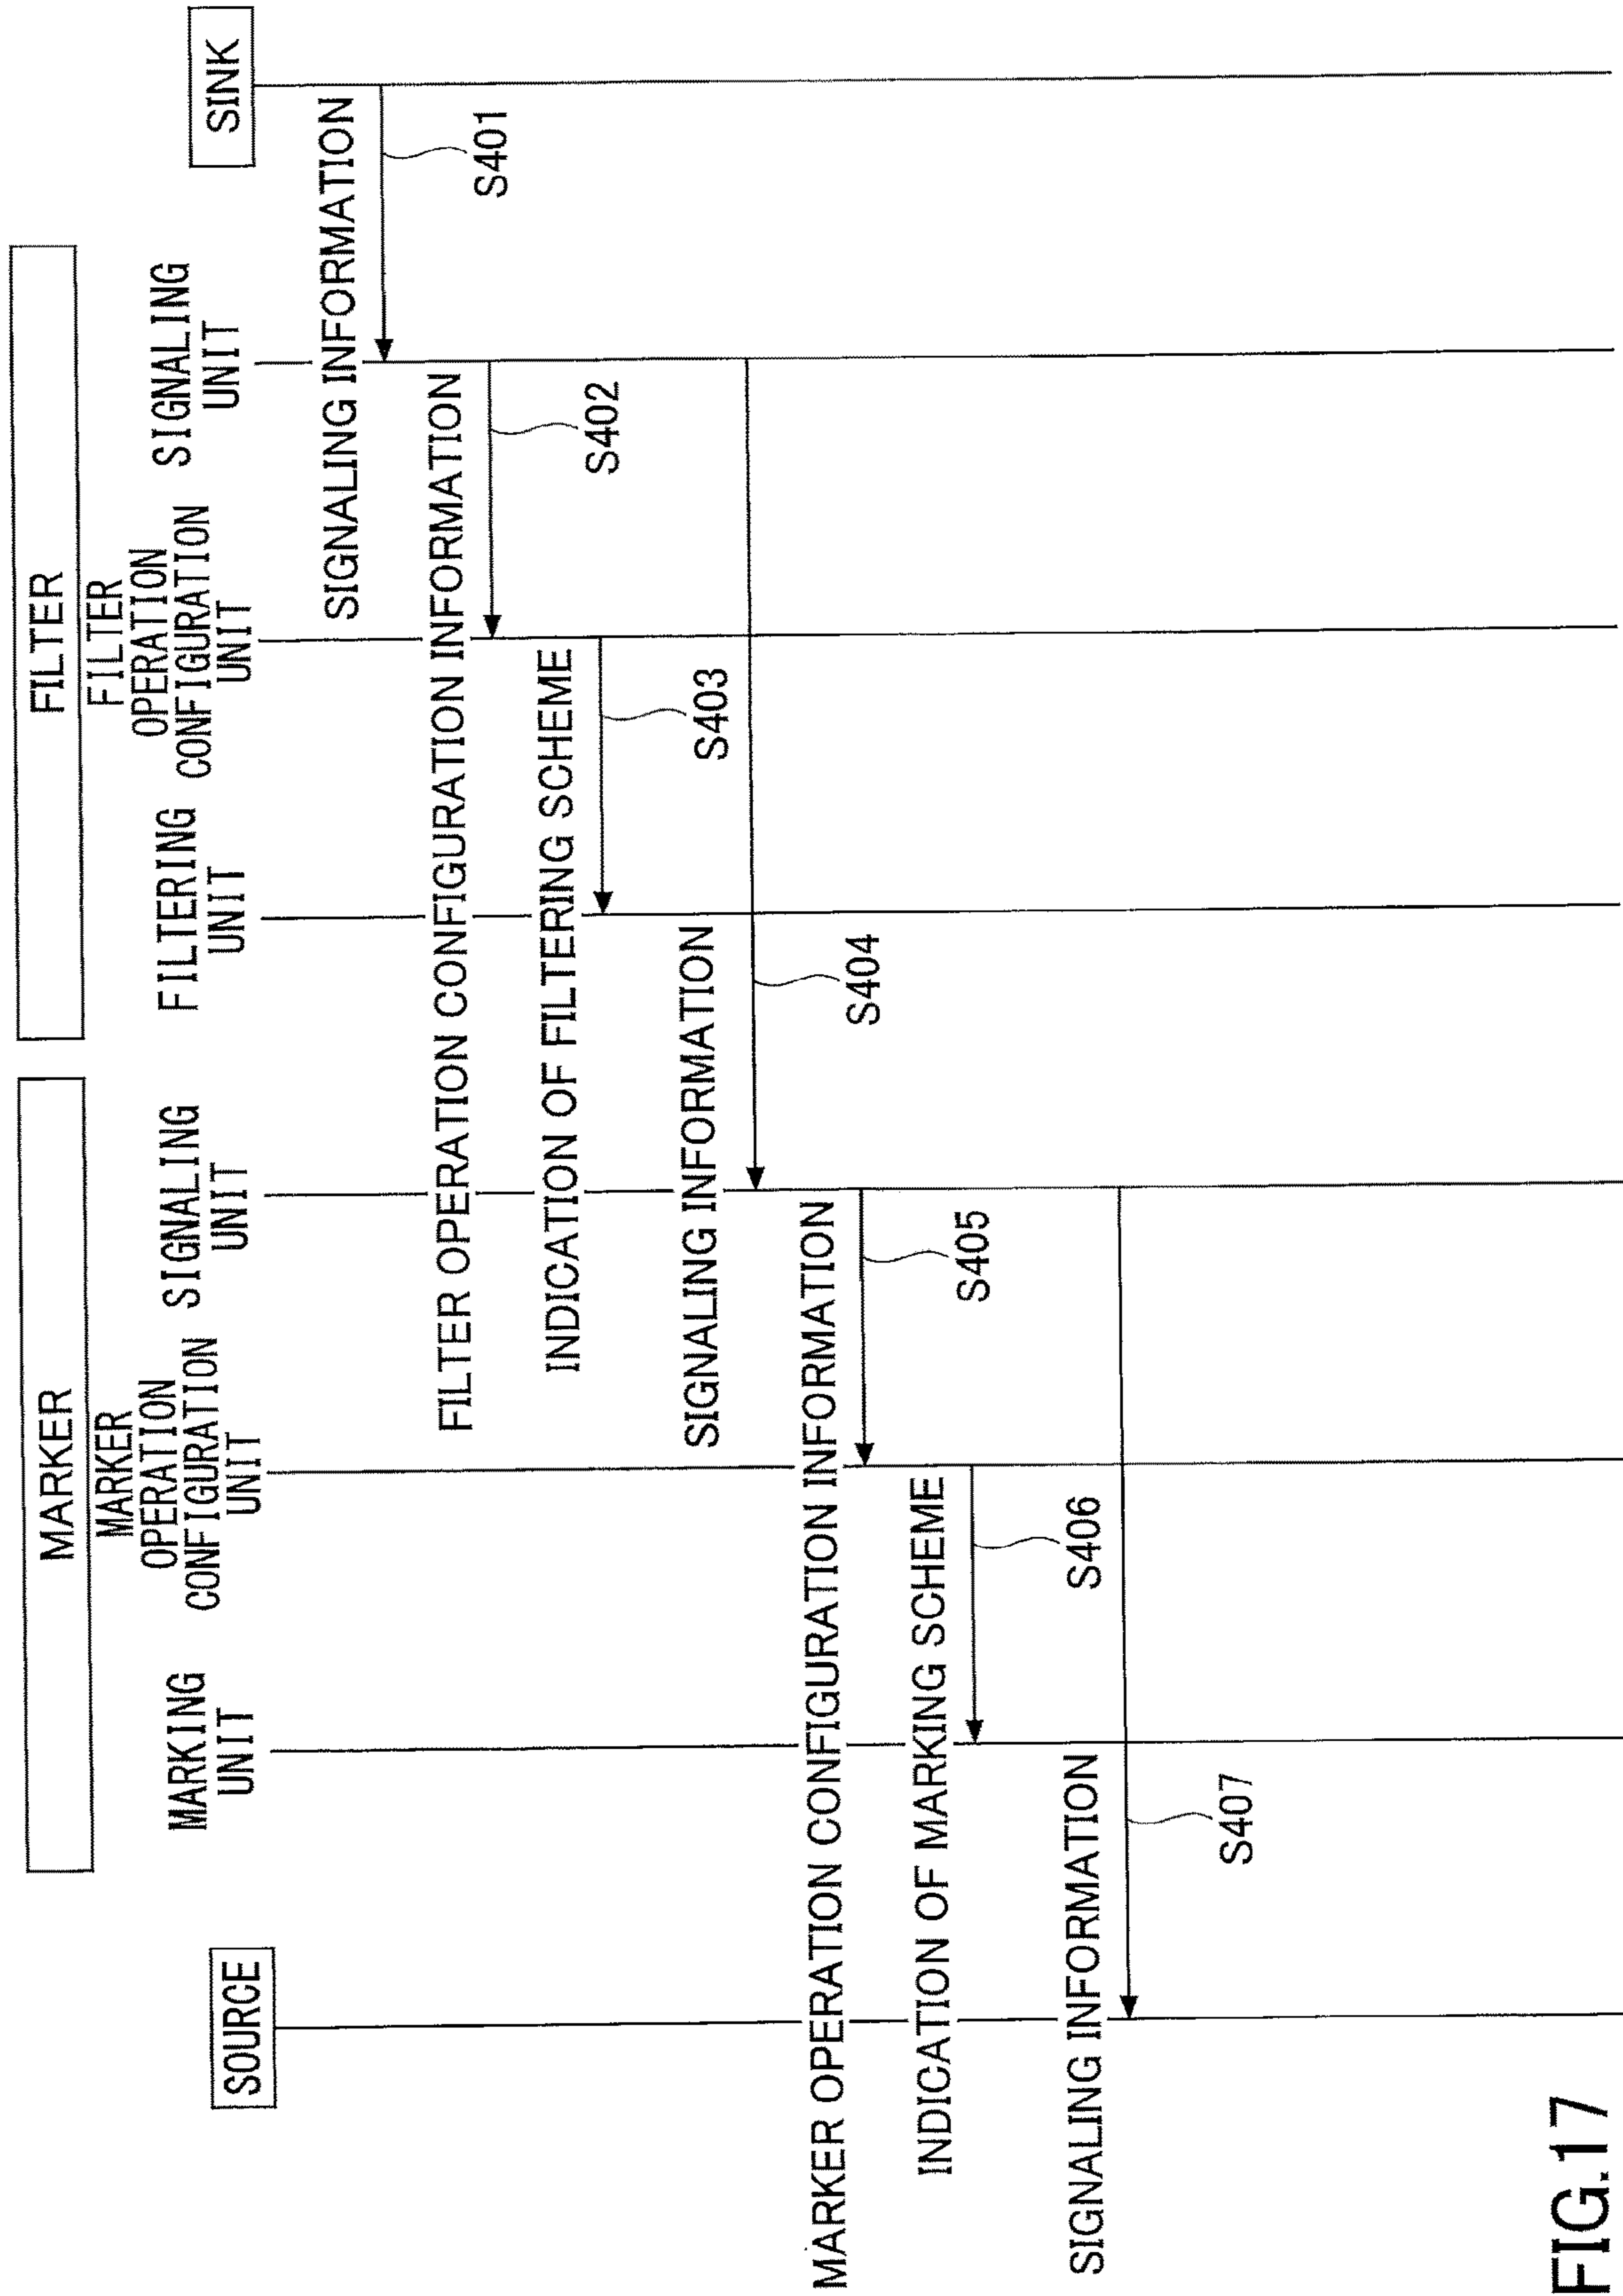 MARKER
FILTER
SOURCE
MARKING
UNIT
MARKER
OPERATION
CONFIGURATION
UNIT
SIGNALING
UNIT
FILTERING
UNIT
FILTER
OPERATION
CONFIGURATION
UNIT
SIGNALING
UNIT
SINK
SIGNALING INFORMATION
S401
FILTER OPERATION CONFIGURATION INFORMATION
S402
INDICATION OF FILTERING SCHEME
S403
SIGNALING INFORMATION
S404
MARKER OPERATION CONFIGURATION INFORMATION
S405
INDICATION OF MARKING SCHEME
S406
SIGNALING INFORMATION
S407
FIG.17